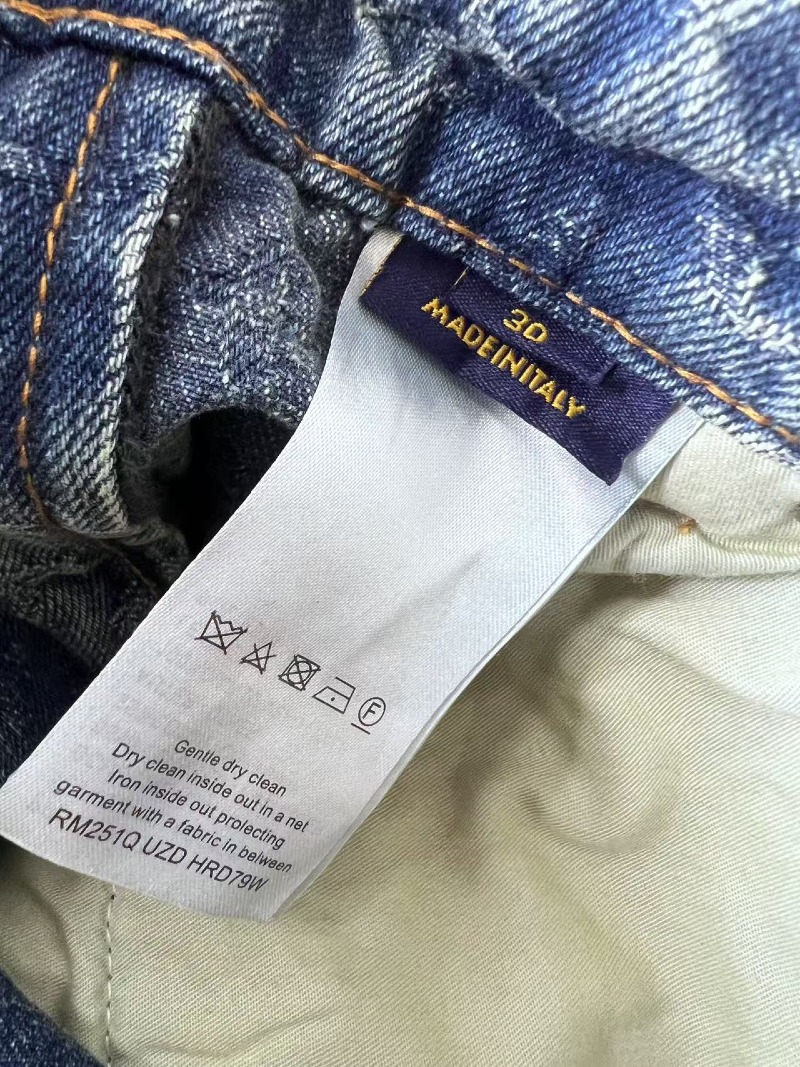 30
MADEINITALY
F
Gentle dry clean
Dry clean inside out in a net
Iron inside out protecting
garment with a fabric in between
RM251Q UZD HRD79W